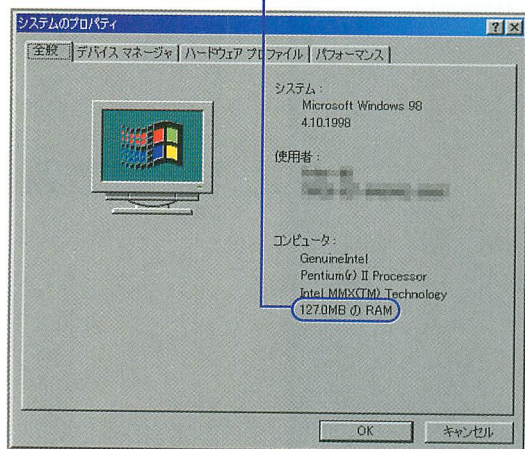 システムのプロパティ
全般 デバイス マネージャ ハードウェア プロファイル パフォーマンス
システム:
Microsoft Windows 98
4.10.1998
使用者:
コンピュータ:
GenuineIntel
Pentium(r) II Processor
Intel MMX(TM) Technology
127.0MB の RAM
OK キャンセル